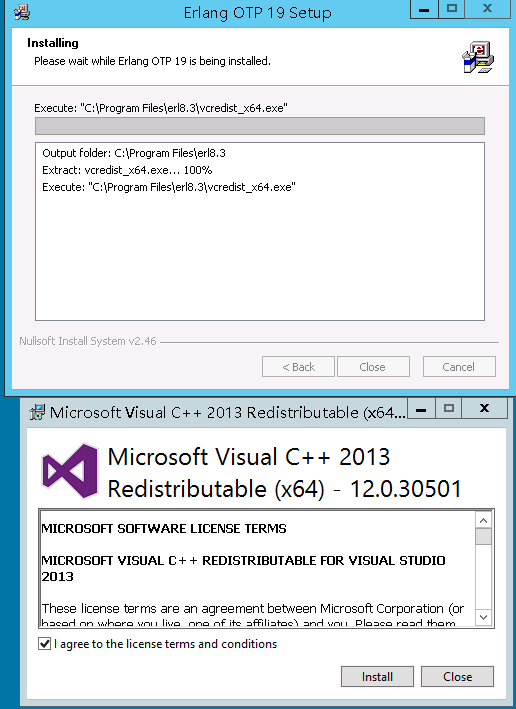 Erlang OTP 19 Setup
Installing
Please wait while Erlang OTP 19 is being installed.
Execute: "C:\Program Files\erl8.3\vcredist_x64.exe"
Output folder: C:\Program Files\erl8.3
Extract: vcredist_x64.exe... 100%
Execute: "C:\Program Files\erl8.3\vcredist_x64.exe"
Nullsoft Install System v2.46
< Back Close Cancel
Microsoft Visual C++ 2013 Redistributable (x64...
Microsoft Visual C++ 2013
Redistributable (x64) - 12.0.30501
MICROSOFT SOFTWARE LICENSE TERMS
MICROSOFT VISUAL C++ REDISTRIBUTABLE FOR VISUAL STUDIO
2013
These license terms are an agreement between Microsoft Corporation (or
based on where you live, one of its affiliates) and you. Please read them.
I agree to the license terms and conditions
Install Close